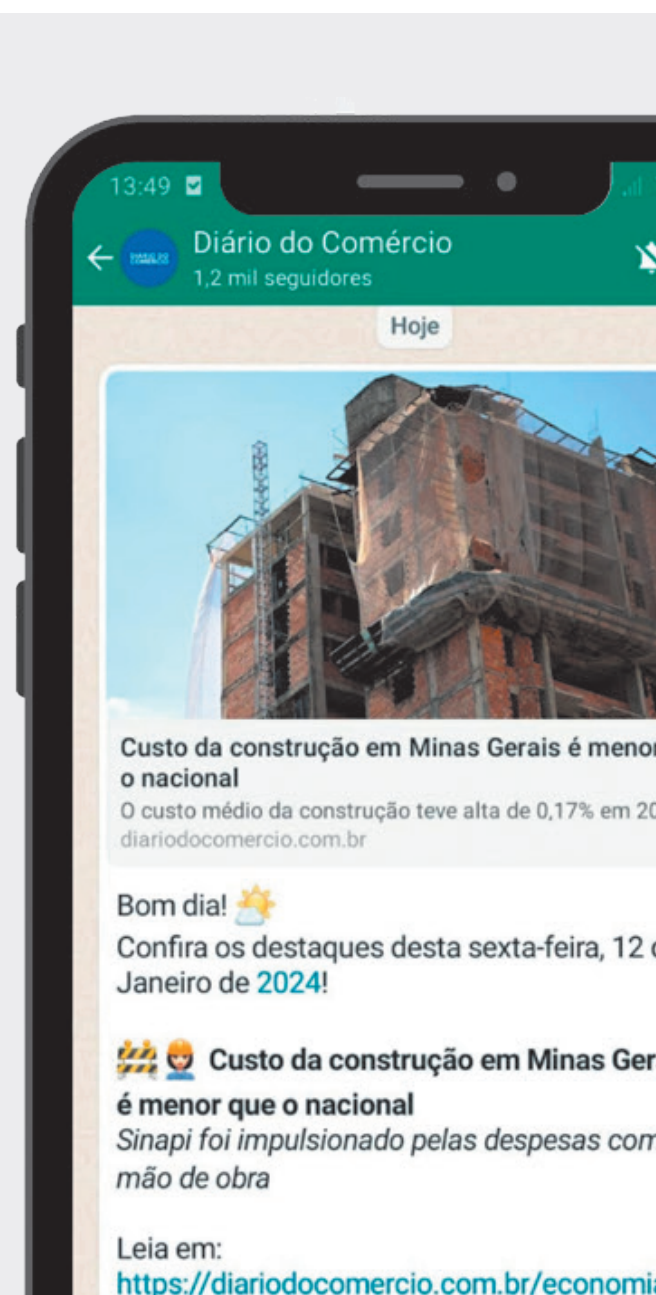 13:49
Diário do Comércio
1,2 mil seguidores
Hoje
Custo da construção em Minas Gerais é menor
o nacional
O custo médio da construção teve alta de 0,17% em 20
diariodocomercio.com.br
Bom dia!
Confira os destaques desta sexta-feira, 12 d
Janeiro de 2024!
Custo da construção em Minas Ger
é menor que o nacional
Sinapi foi impulsionado pelas despesas com
mão de obra
Leia em:
https://diariodocomercio.com.br/economia